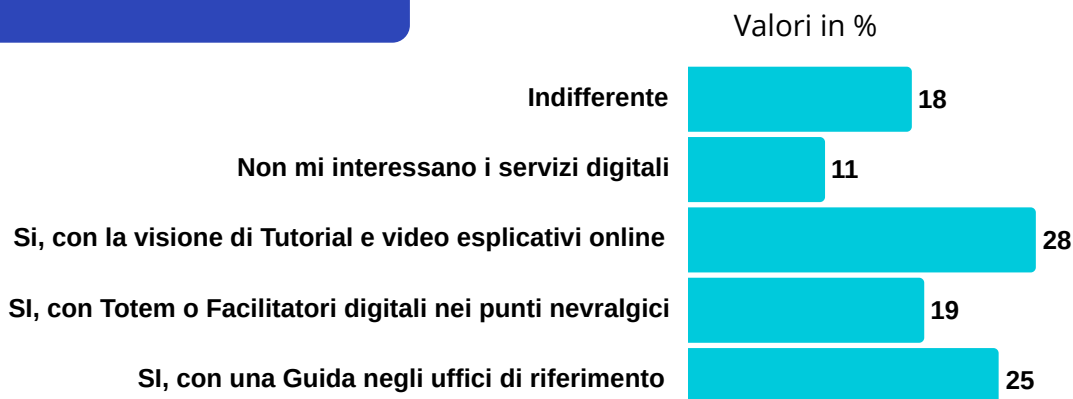 Valori in %
Indifferente 18
Non mi interessano i servizi digitali 11
Si, con la visione di Tutorial e video esplicativi online 28
SI, con Totem o Facilitatori digitali nei punti nevralgici 19
SI, con una Guida negli uffici di riferimento 25